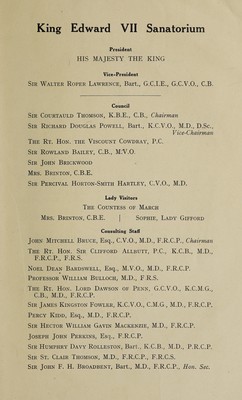 King Edward VII Sanatorium
President
HIS MAJESTY THE KING
Vice-President
SIR WALTER ROPER LAWRENCE, Bart., G.C.I.E., G.C.V.O., C.B.
Council
SIR COURTAULD THOMSON, K.B.E., C.B., Chairman
SIR RICHARD DOUGLAS POWELL, Bart., K.C.V.O., M.D., D.Sc.,
Vice-Chairman
THE RT. HON. THE VISCOUNT COWDRAY, P.C.
SIR ROWLAND BAILEY, C.B., M.V.O.
SIR JOHN BRICKWOOD
MRS. BRINTON, C.B.E.
SIR PERCIVAL HORTON-SMITH HARTLEY, C.V.O., M.D.
Lady Visitors
THE COUNTESS OF MARCH
MRS. BRINTON, C.B.E. | SOPHIE, LADY GIFFORD
Consulting Staff
JOHN MITCHELL BRUCE, Esq., C.V.O., M.D., F.R.C.P., Chairman
THE RT. HON. SIR CLIFFORD ALLBUTT, P.C., K.C.B., M.D.,
F.R.C.P., F.R.S.
NOEL DEAN BARDSWELL, Esq., M.V.O., M.D., F.R.C.P.
PROFESSOR WILLIAM BULLOCH, M.D., F.R.S.
THE RT. HON. LORD DAWSON OF PENN, G.C.V.O., K.C.M.G.,
C.B., M.D., F.R.C.P.
SIR JAMES KINGSTON FOWLER, K.C.V.O., C.M.G., M.D., F.R.C.P.
PERCY KIDD, Esq., M.D., F.R.C.P.
SIR HECTOR WILLIAM GAVIN MACKENZIE, M.D., F.R.C.P.
JOSEPH JOHN PERKINS, Esq., F.R.C.P.
SIR HUMPHRY DAVY ROLLESTON, Bart., K.C.B., M.D., F.R.C.P.
SIR ST. CLAIR THOMSON, M.D., F.R.C.P., F.R.C.S.
SIR JOHN F. H. BROADBENT, Bart., M.D., F.R.C.P., Hon. Sec.